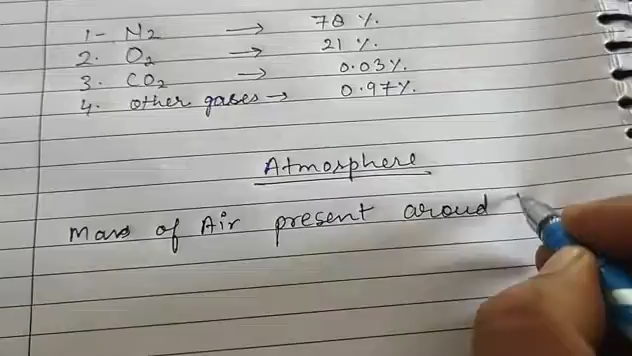 1- N2 → 78 %.
2. O2 → 21 %.
3. CO2 → 0.03%.
4. other gases → 0.97%.
Atmosphere
Mass of Air present aroud